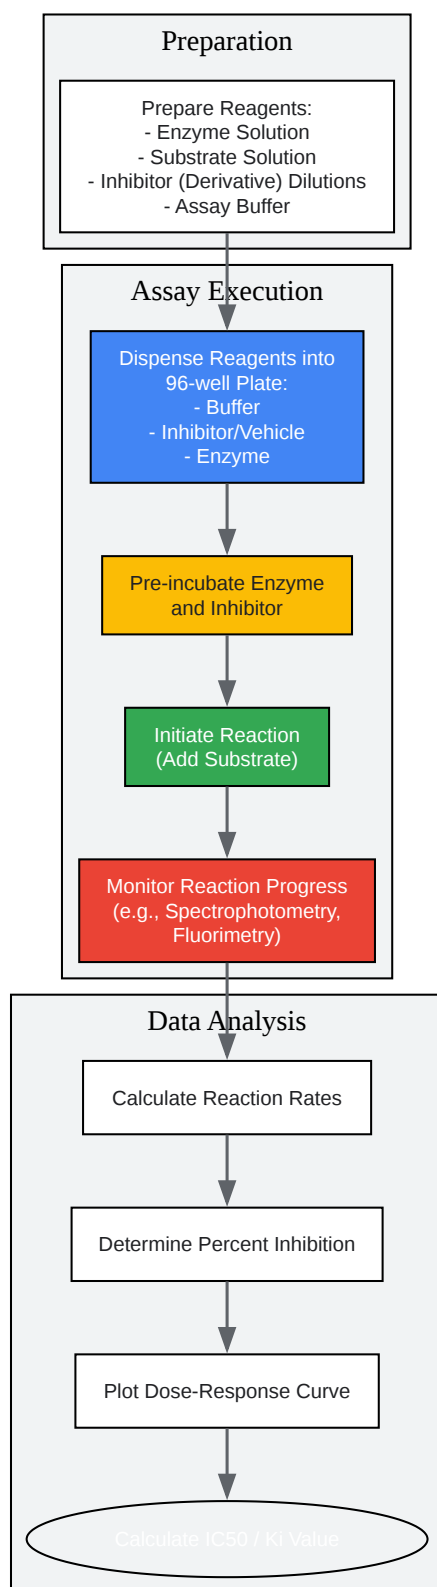 Preparation
Prepare Reagents:
- Enzyme Solution
- Substrate Solution
- Inhibitor (Derivative) Dilutions
- Assay Buffer
Assay Execution
Dispense Reagents into
96-well Plate:
- Buffer
- Inhibitor/Vehicle
- Enzyme
Pre-incubate Enzyme
and Inhibitor
Initiate Reaction
(Add Substrate)
Monitor Reaction Progress
(e.g., Spectrophotometry,
Fluorimetry)
Data Analysis
Calculate Reaction Rates
Determine Percent Inhibition
Plot Dose-Response Curve
Calculate IC50 / Ki Value